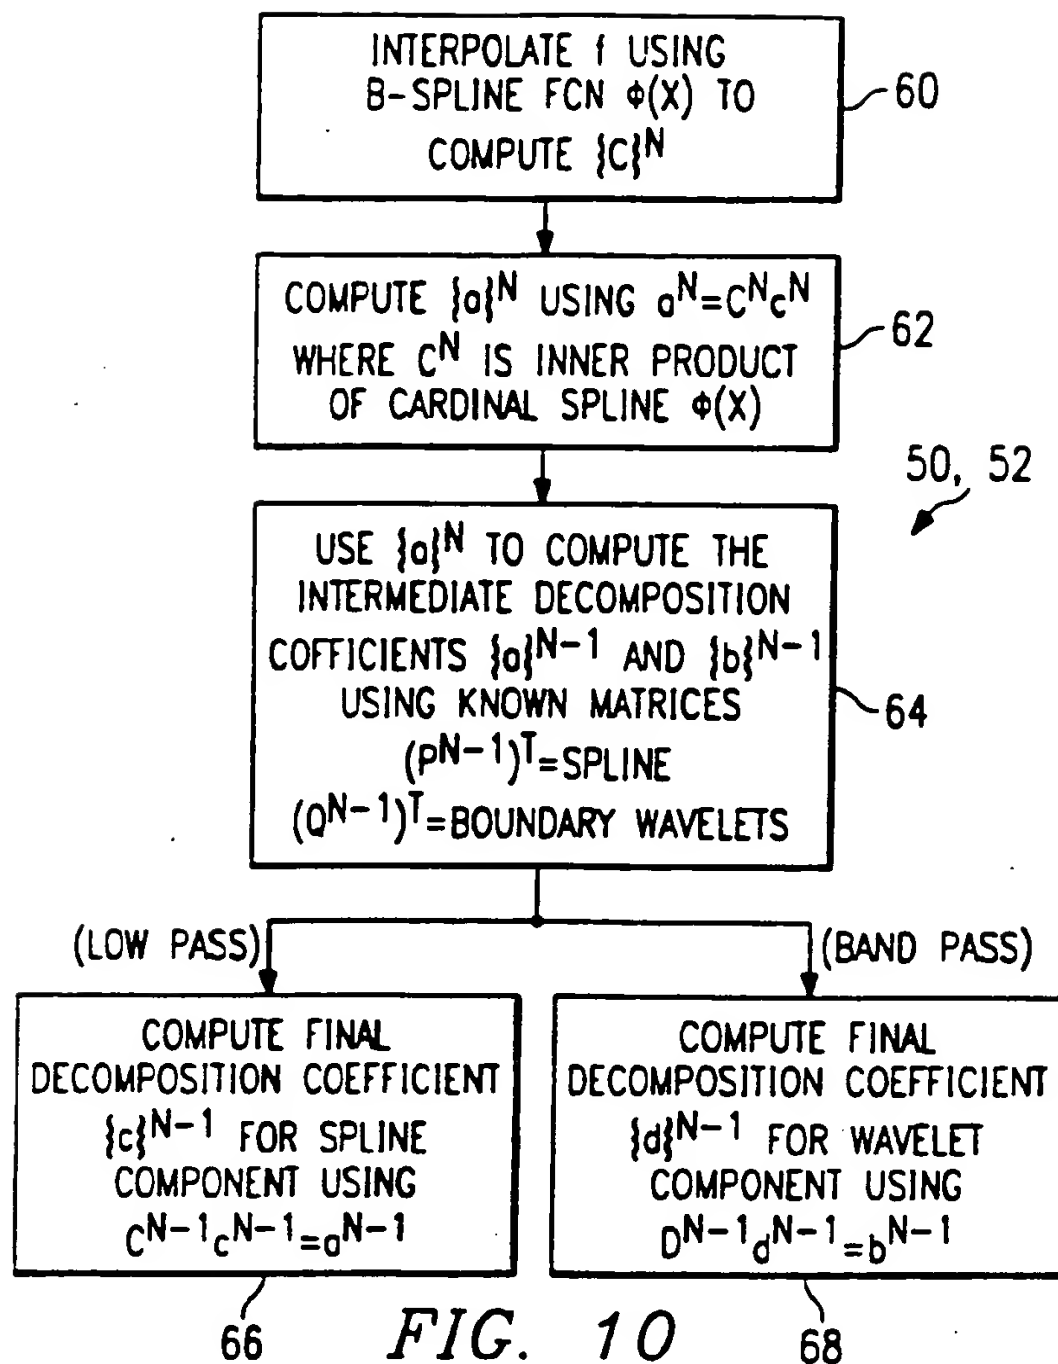 INTERPOLATE f USING
B-SPLINE FCN ϕ(X) TO
COMPUTE {C}^N
60
COMPUTE {a}^N USING a^N=C^N c^N
WHERE C^N IS INNER PRODUCT
OF CARDINAL SPLINE ϕ(X)
62
50, 52
USE {a}^N TO COMPUTE THE
INTERMEDIATE DECOMPOSITION
COFFICIENTS {a}^N-1 AND {b}^N-1
USING KNOWN MATRICES
(P^N-1)^T=SPLINE
(Q^N-1)^T=BOUNDARY WAVELETS
64
(LOW PASS)
(BAND PASS)
COMPUTE FINAL
DECOMPOSITION COEFFICIENT
{c}^N-1 FOR SPLINE
COMPONENT USING
C^N-1 c^N-1=a^N-1
66
COMPUTE FINAL
DECOMPOSITION COEFFICIENT
{d}^N-1 FOR WAVELET
COMPONENT USING
D^N-1 d^N-1=b^N-1
68
FIG. 10